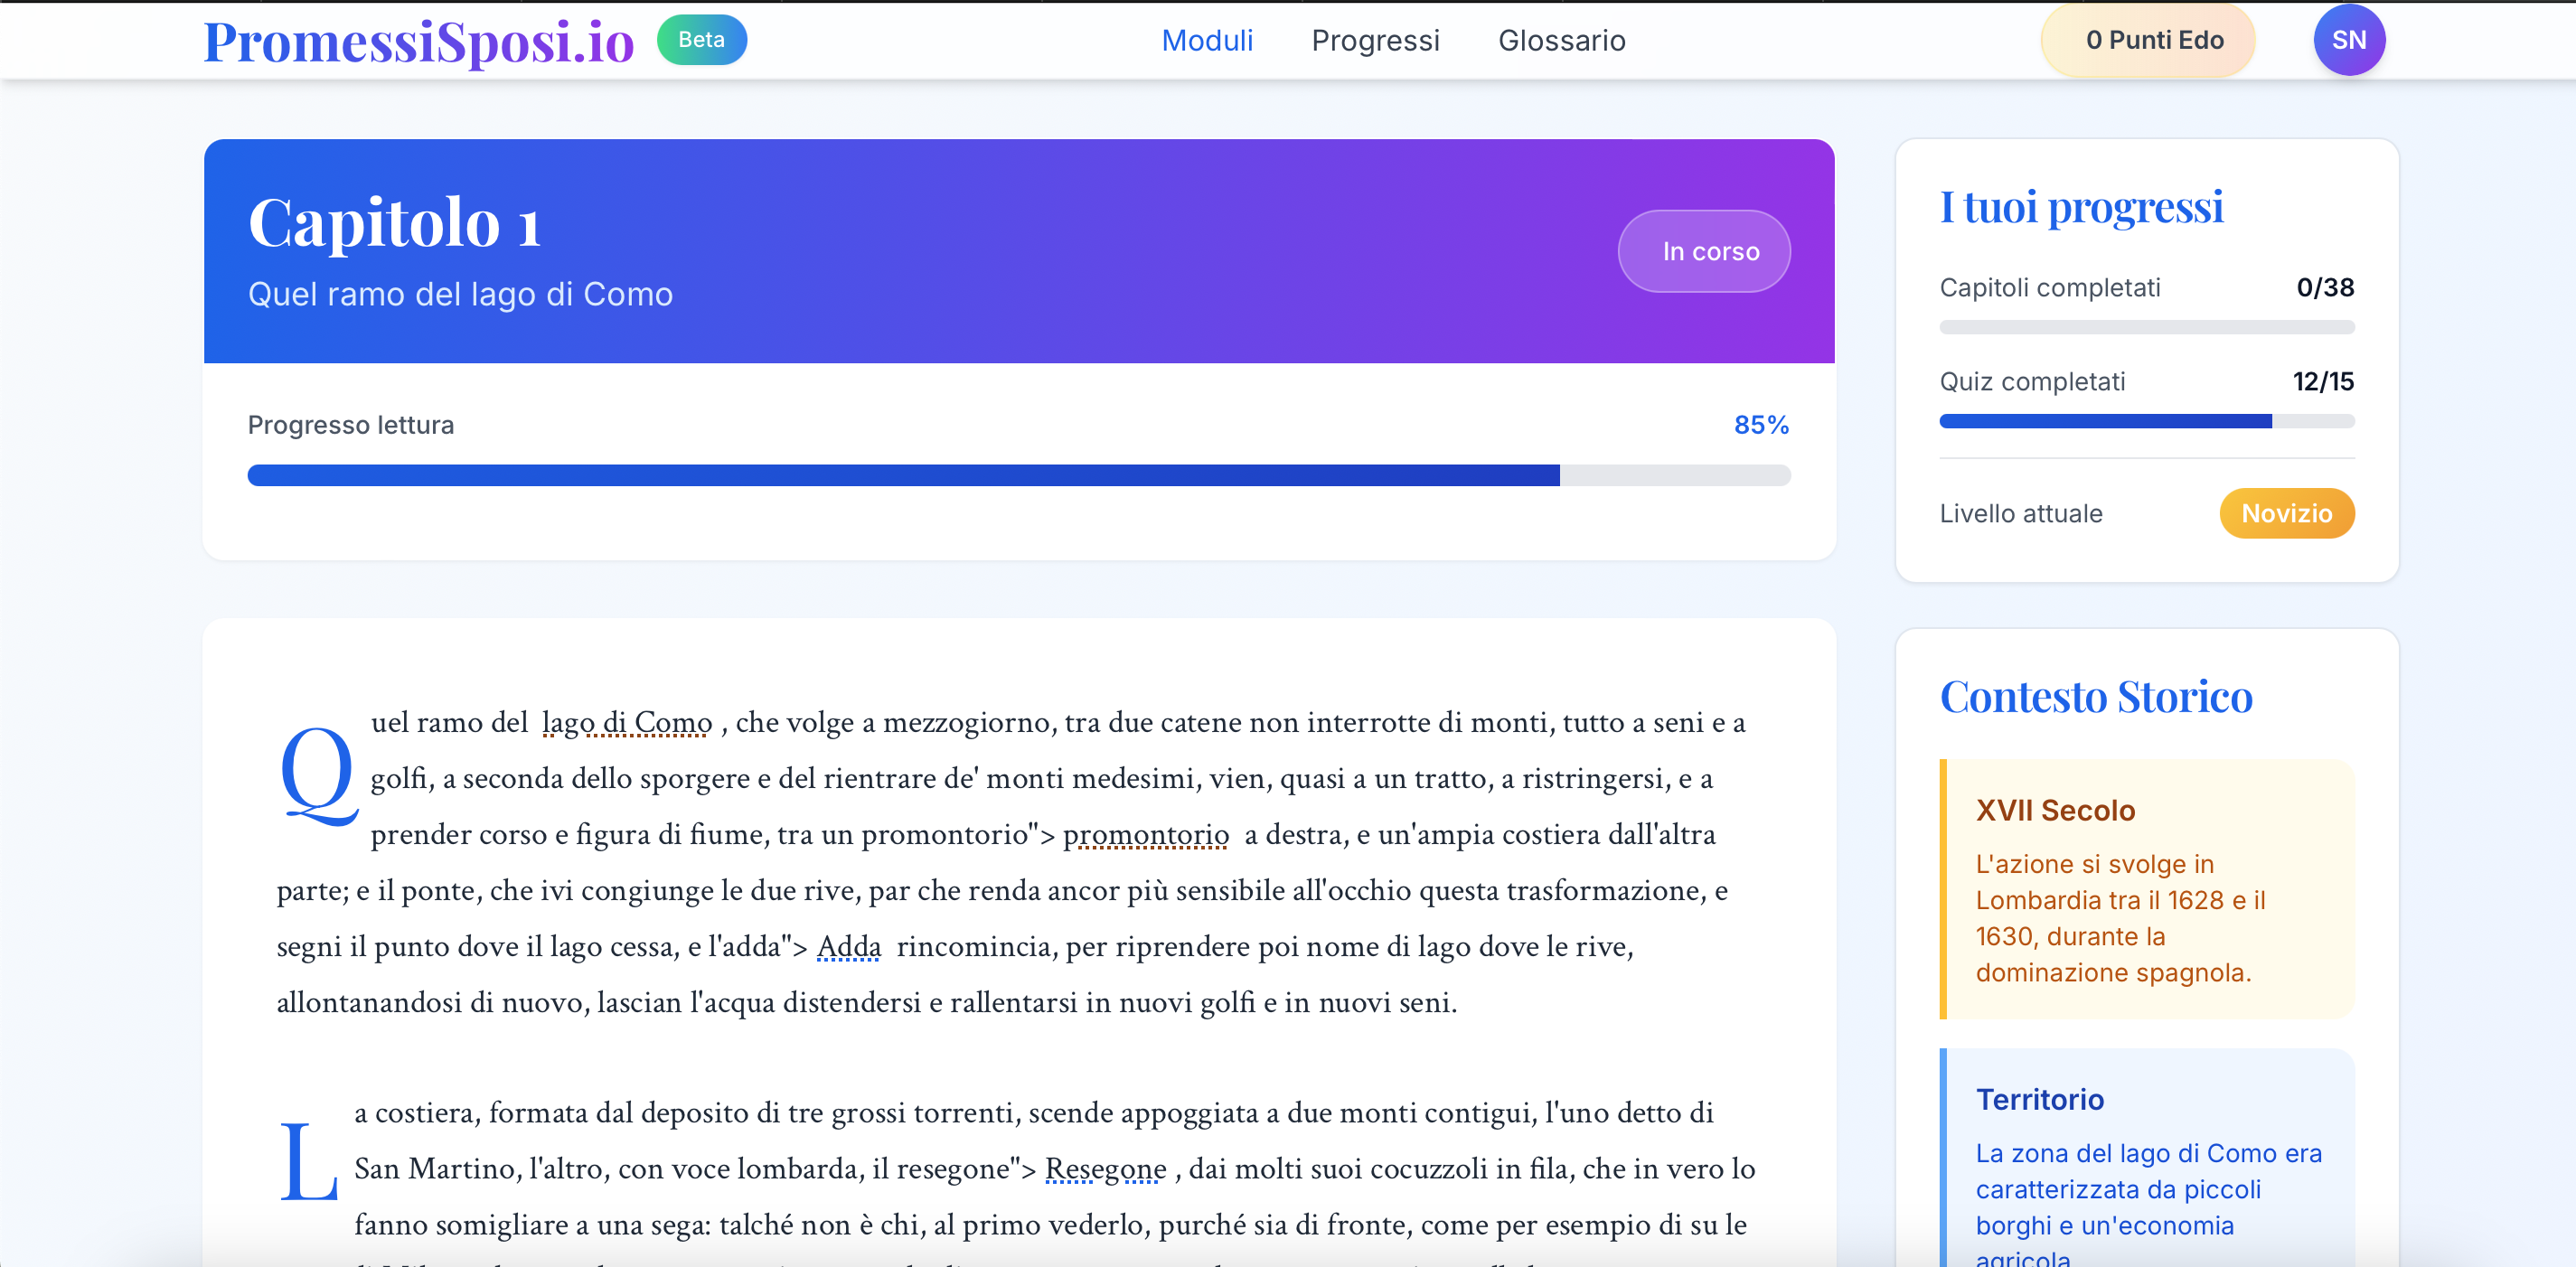 PromessiSposi.io Beta Moduli Progressi Glossario 0 Punti Edo SN
Capitolo 1
Quel ramo del lago di Como
In corso
Progresso lettura 85%
Quel ramo del lago di Como , che volge a mezzogiorno, tra due catene non interrotte di monti, tutto a seni e a
golfi, a seconda dello sporgere e del rientrare de' monti medesimi, vien, quasi a un tratto, a ristringersi, e a
prender corso e figura di fiume, tra un promontorio"> promontorio a destra, e un'ampia costiera dall'altra
parte; e il ponte, che ivi congiunge le due rive, par che renda ancor più sensibile all'occhio questa trasformazione, e
segni il punto dove il lago cessa, e l'adda"> Adda rincomincia, per riprendere poi nome di lago dove le rive,
allontanandosi di nuovo, lascian l'acqua distendersi e rallentarsi in nuovi golfi e in nuovi seni.
La costiera, formata dal deposito di tre grossi torrenti, scende appoggiata a due monti contigui, l'uno detto di
San Martino, l'altro, con voce lombarda, il resegone"> Resegone , dai molti suoi cocuzzoli in fila, che in vero lo
fanno somigliare a una sega: talché non è chi, al primo vederlo, purché sia di fronte, come per esempio di su le
I tuoi progressi
Capitoli completati 0/38
Quiz completati 12/15
Livello attuale Novizio
Contesto Storico
XVII Secolo
L'azione si svolge in
Lombardia tra il 1628 e il
1630, durante la
dominazione spagnola.
Territorio
La zona del lago di Como era
caratterizzata da piccoli
borghi e un'economia
agricola